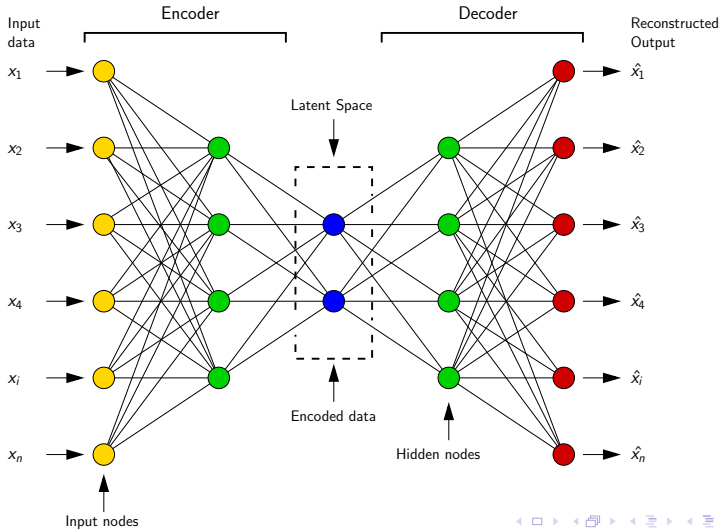 Encoder
Decoder
Input
data
Reconstructed
Output
x₁
x̂₁
Latent Space
x₂
x̂₂
x₃
x̂₃
x₄
x̂₄
xᵢ
x̂ᵢ
Encoded data
Hidden nodes
xₙ
x̂ₙ
Input nodes